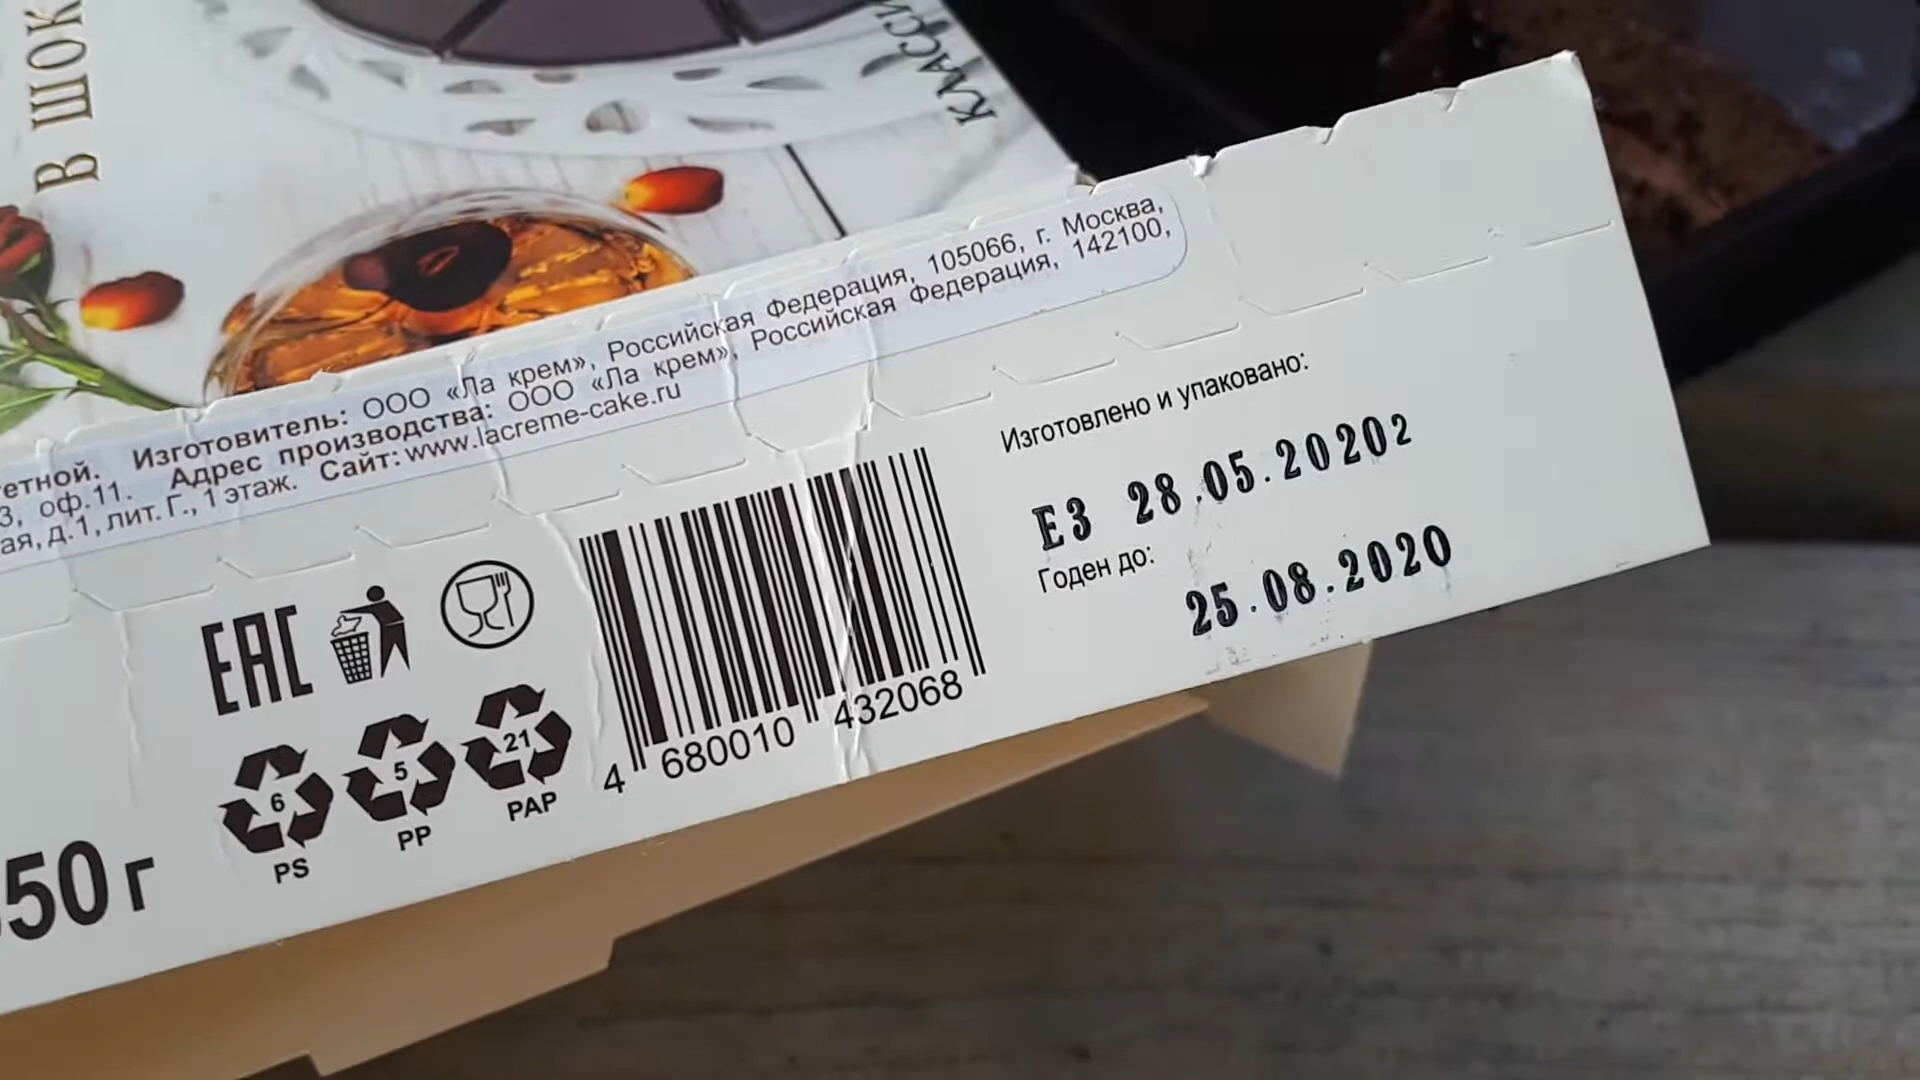 В ШОК
КЛАССИ
етной. Изготовитель: ООО «Ла крем», Российская Федерация, 105066, г. Москва,
3, оф.11. Адрес производства: ООО «Ла крем», Российская Федерация, 142100,
ая, д.1, лит. Г., 1 этаж. Сайт: www.lacreme-cake.ru
Изготовлено и упаковано:
Е3 28.05.20202
Годен до:
25.08.2020
ЕАС
4 680010 432068
6
PS
5
PP
21
PAP
50 г